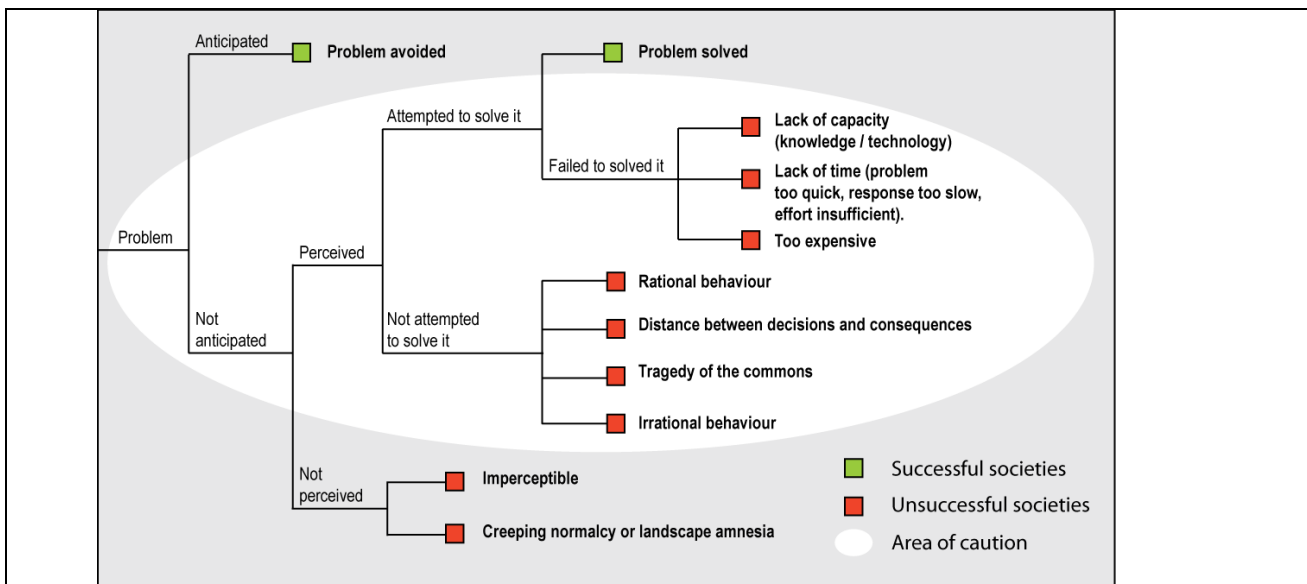 Anticipated
Problem avoided
Problem solved
Attempted to solve it
Lack of capacity
(knowledge / technology)
Failed to solved it
Lack of time (problem
too quick, response too slow,
effort insufficient).
Too expensive
Problem
Perceived
Rational behaviour
Not
anticipated
Not attempted
to solve it
Distance between decisions and consequences
Tragedy of the commons
Irrational behaviour
Not
perceived
Imperceptible
Creeping normalcy or landscape amnesia
Successful societies
Unsuccessful societies
Area of caution